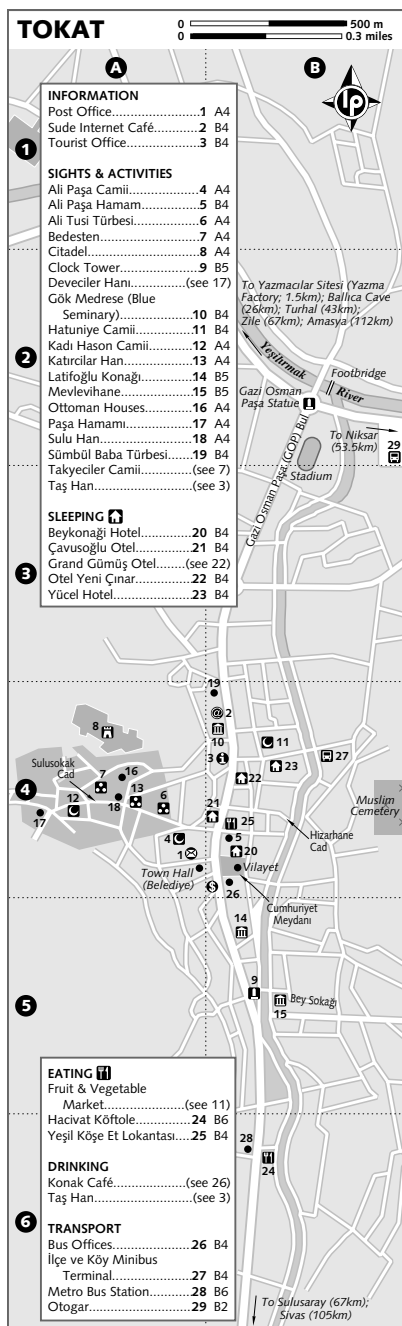 TOKAT
0 500 m
0 0.3 miles
A
B
lp
1
2
3
4
5
6
INFORMATION
Post Office..........................1 A4
Sude Internet Café..............2 B4
Tourist Office......................3 B4
SIGHTS & ACTIVITIES
Ali Paşa Camii.....................4 A4
Ali Paşa Hamam..................5 B4
Ali Tusi Türbesi...................6 A4
Bedesten............................7 A4
Citadel................................8 A4
Clock Tower........................9 B5
Deveciler Hanı..............(see 17)
Gök Medrese (Blue
Seminary).....................10 B4
Hatuniye Camii.................11 B4
Kadı Hason Camii..............12 A4
Katırcılar Han...................13 A4
Latifoğlu Konağı...............14 B5
Mevlevihane.....................15 B5
Ottoman Houses...............16 A4
Paşa Hamamı....................17 A4
Sulu Han..........................18 A4
Sümbül Baba Türbesi........19 B4
Takyeciler Camii.............(see 7)
Taş Han.........................(see 3)
SLEEPING
Beykonaği Hotel...............20 B4
Çavusoğlu Otel.................21 B4
Grand Gümüş Otel........(see 22)
Otel Yeni Çınar.................22 B4
Yücel Hotel.......................23 B4
To Yazmacılar Sitesi (Yazma
Factory; 1.5km); Ballıca Cave
(26km); Turhal (43km);
Zile (67km); Amasya (112km)
Yeşilırmak
River
Footbridge
Gazi Osman
Paşa Statue
To Niksar
(53.5km)
29
Stadium
Gazi Osman Paşa (GOP) Bul
19
2
10
11
27
8
3
23
22
Sulusokak
Cad
7
16
13
6
12
18
17
21
25
5
4
1
20
Vilayet
Town Hall
(Belediye)
26
Muslim
Cemetery
Hizarhane
Cad
Cumhuriyet
Meydanı
14
9
Bey Sokağı
15
EATING
Fruit & Vegetable
Market......................(see 11)
Hacivat Köftole................24 B6
Yeşil Köşe Et Lokantası.....25 B4
DRINKING
Konak Café...................(see 26)
Taş Han.........................(see 3)
TRANSPORT
Bus Offices.......................26 B4
İlçe ve Köy Minibus
Terminal......................27 B4
Metro Bus Station............28 B6
Otogar.............................29 B2
28
24
To Sulusaray (67km);
Sivas (105km)